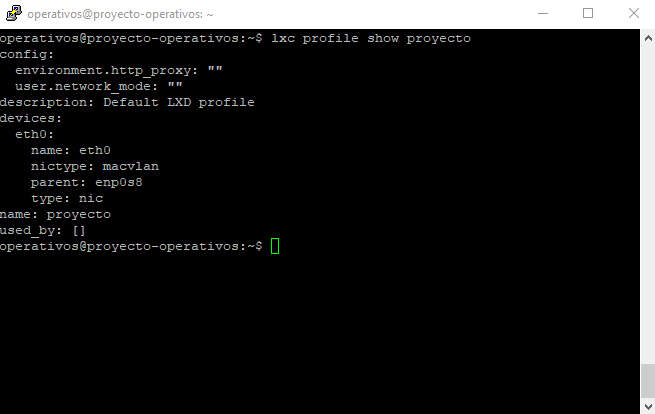 operativos@proyecto-operativos: ~
operativos@proyecto-operativos:~$ lxc profile show proyecto
config:
  environment.http_proxy: ""
  user.network_mode: ""
description: Default LXD profile
devices:
  eth0:
    name: eth0
    nictype: macvlan
    parent: enp0s8
    type: nic
name: proyecto
used_by: []
operativos@proyecto-operativos:~$